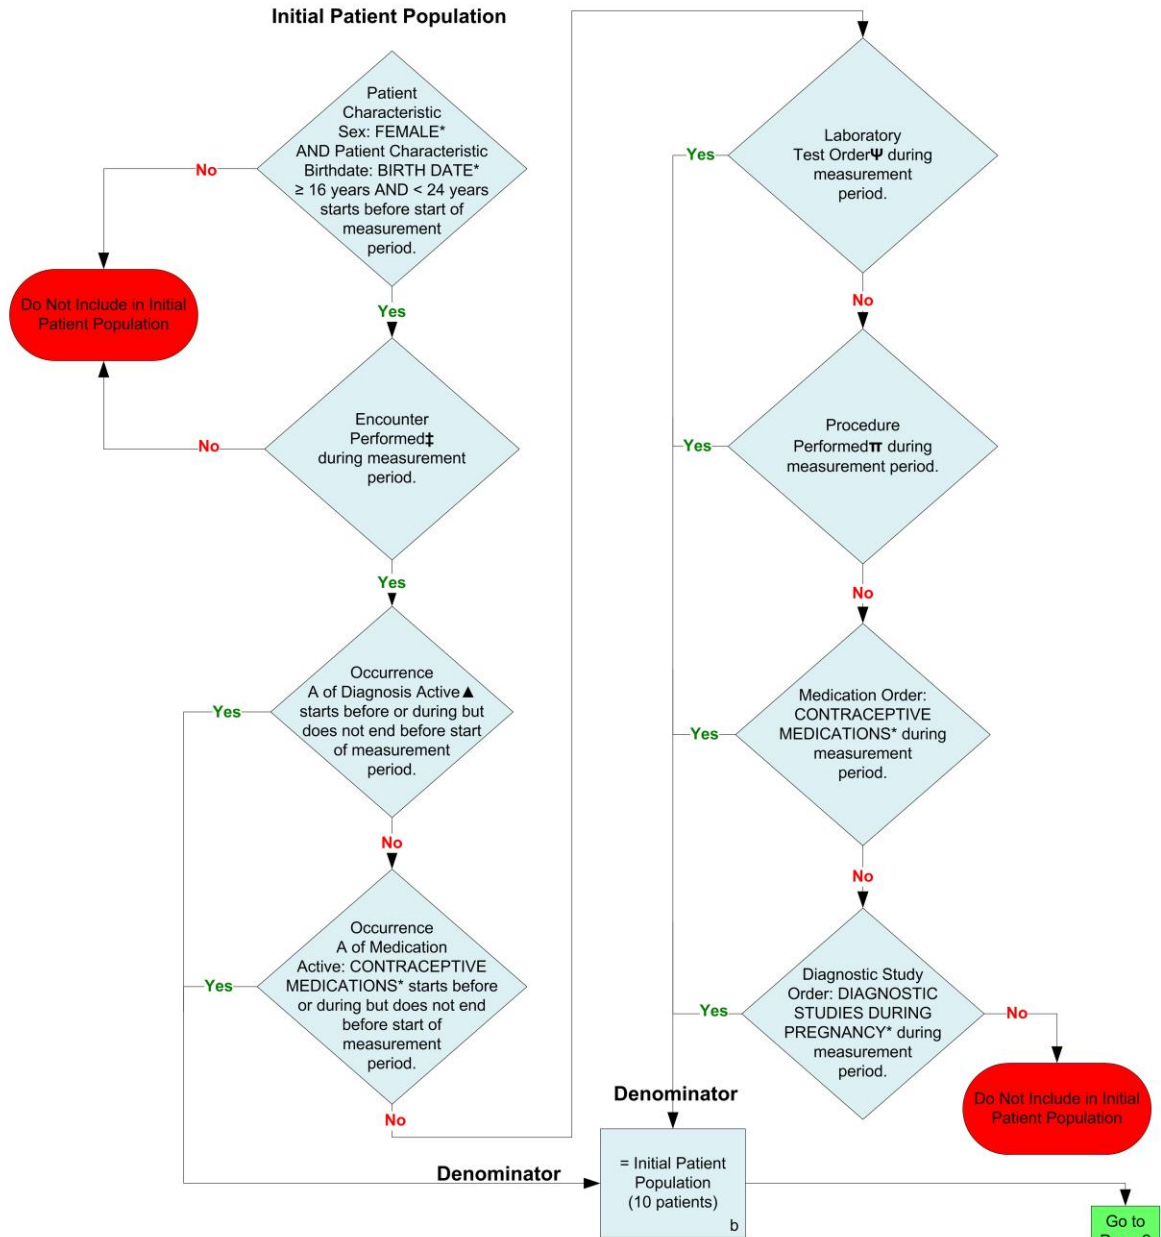 Initial Patient Population
Patient
Characteristic
Sex: FEMALE*
AND Patient Characteristic
Birthdate: BIRTH DATE*
≥ 16 years AND < 24 years
starts before start of
measurement
period.
No
Do Not Include in Initial
Patient Population
Yes
Encounter
Performed‡
during measurement
period.
No
Yes
Occurrence
A of Diagnosis Active▲
starts before or during but
does not end before start
of measurement
period.
Yes
No
Occurrence
A of Medication
Active: CONTRACEPTIVE
MEDICATIONS* starts before
or during but does not end
before start of
measurement
period.
Yes
No
Laboratory
Test OrderΨ during
measurement
period.
Yes
No
Procedure
Performedπ during
measurement period.
Yes
No
Medication Order:
CONTRACEPTIVE
MEDICATIONS* during
measurement
period.
Yes
No
Diagnostic Study
Order: DIAGNOSTIC
STUDIES DURING
PREGNANCY* during
measurement
period.
Yes
No
Do Not Include in Initial
Patient Population
Denominator
Denominator
= Initial Patient
Population
(10 patients)
b
Go to